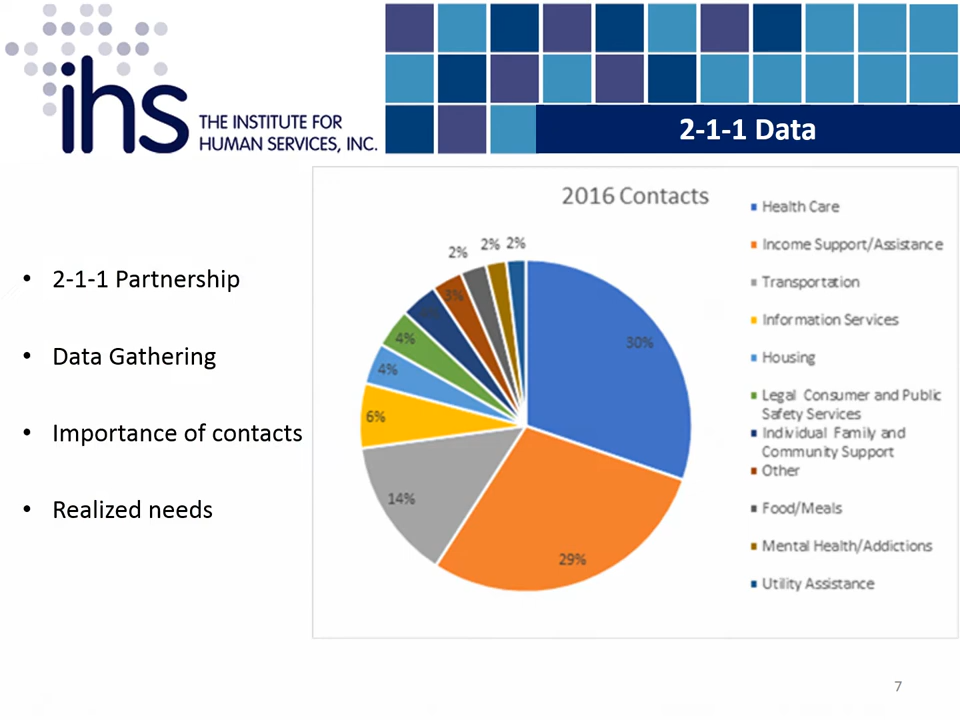 ihs
THE INSTITUTE FOR
HUMAN SERVICES, INC.
2-1-1 Data
• 2-1-1 Partnership
• Data Gathering
• Importance of contacts
• Realized needs
2016 Contacts
2%
2%
2%
3%
4%
4%
6%
14%
29%
30%
Health Care
Income Support/Assistance
Transportation
Information Services
Housing
Legal Consumer and Public
Safety Services
Individual Family and
Community Support
Other
Food/Meals
Mental Health/Addictions
Utility Assistance
7